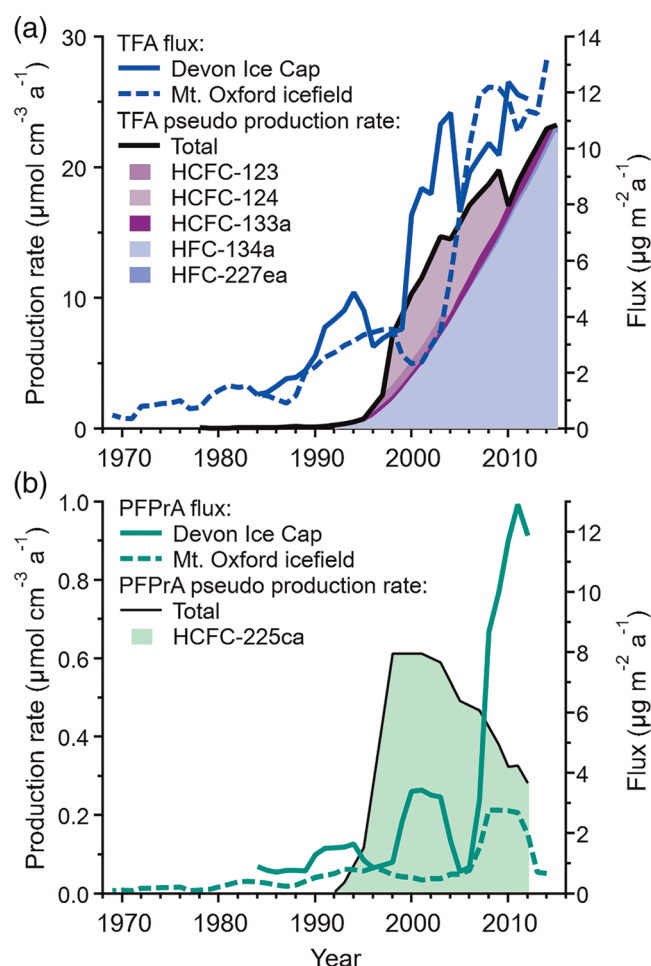 (a)
TFA flux:
Devon Ice Cap
Mt. Oxford icefield
TFA pseudo production rate:
Total
HCFC-123
HCFC-124
HCFC-133a
HFC-134a
HFC-227ea
Production rate (µmol cm⁻³ a⁻¹)
30
20
10
0
Flux (µg m⁻² a⁻¹)
14
12
10
8
6
4
2
0
1970 1980 1990 2000 2010
(b)
PFPrA flux:
Devon Ice Cap
Mt. Oxford icefield
PFPrA pseudo production rate:
Total
HCFC-225ca
Production rate (µmol cm⁻³ a⁻¹)
1.0
0.8
0.6
0.4
0.2
0.0
Flux (µg m⁻² a⁻¹)
12
10
8
6
4
2
0
1970 1980 1990 2000 2010
Year